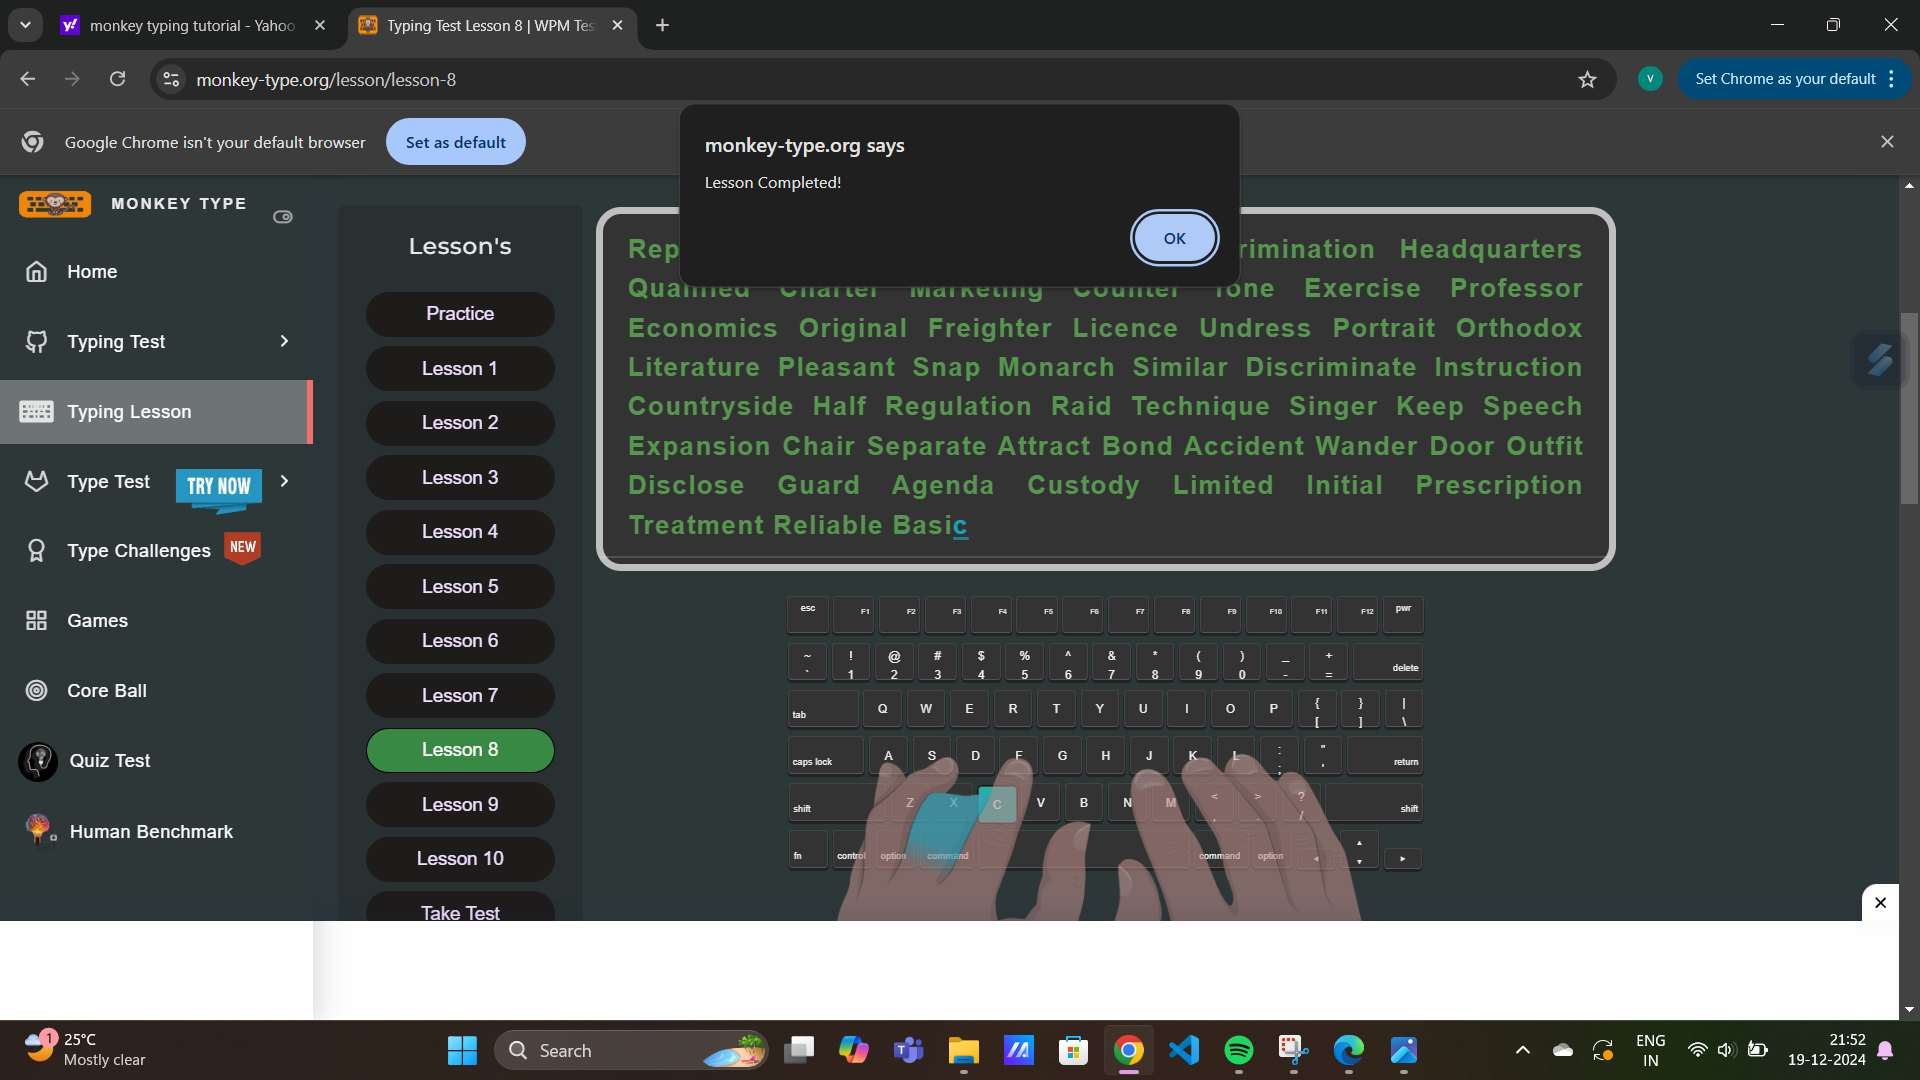 monkey typing tutorial - Yahoo
Typing Test Lesson 8 | WPM Tes
monkey-type.org/lesson/lesson-8
V
Set Chrome as your default
Google Chrome isn't your default browser
Set as default
monkey-type.org says
Lesson Completed!
OK
MONKEY TYPE
Home
Typing Test
Typing Lesson
Type Test
TRY NOW
Type Challenges
NEW
Games
Core Ball
Quiz Test
Human Benchmark
Lesson's
Practice
Lesson 1
Lesson 2
Lesson 3
Lesson 4
Lesson 5
Lesson 6
Lesson 7
Lesson 8
Lesson 9
Lesson 10
Take Test
Rep rimination Headquarters
Qualified Charter Marketing Counter Tone Exercise Professor
Economics Original Freighter Licence Undress Portrait Orthodox
Literature Pleasant Snap Monarch Similar Discriminate Instruction
Countryside Half Regulation Raid Technique Singer Keep Speech
Expansion Chair Separate Attract Bond Accident Wander Door Outfit
Disclose Guard Agenda Custody Limited Initial Prescription
Treatment Reliable Basic
esc F1 F2 F3 F4 F5 F6 F7 F8 F9 F10 F11 F12 pwr
~ ! @ # $ % ^ & * ( ) _ +
` 1 2 3 4 5 6 7 8 9 0 - = delete
tab Q W E R T Y U I O P { } |
[ ] \
caps lock A S D F G H J K L : " return
; '
shift Z X C V B N M < > ? shift
, . /
fn control option command command option
25°C
Mostly clear
1
Search
ENG
IN
21:52
19-12-2024